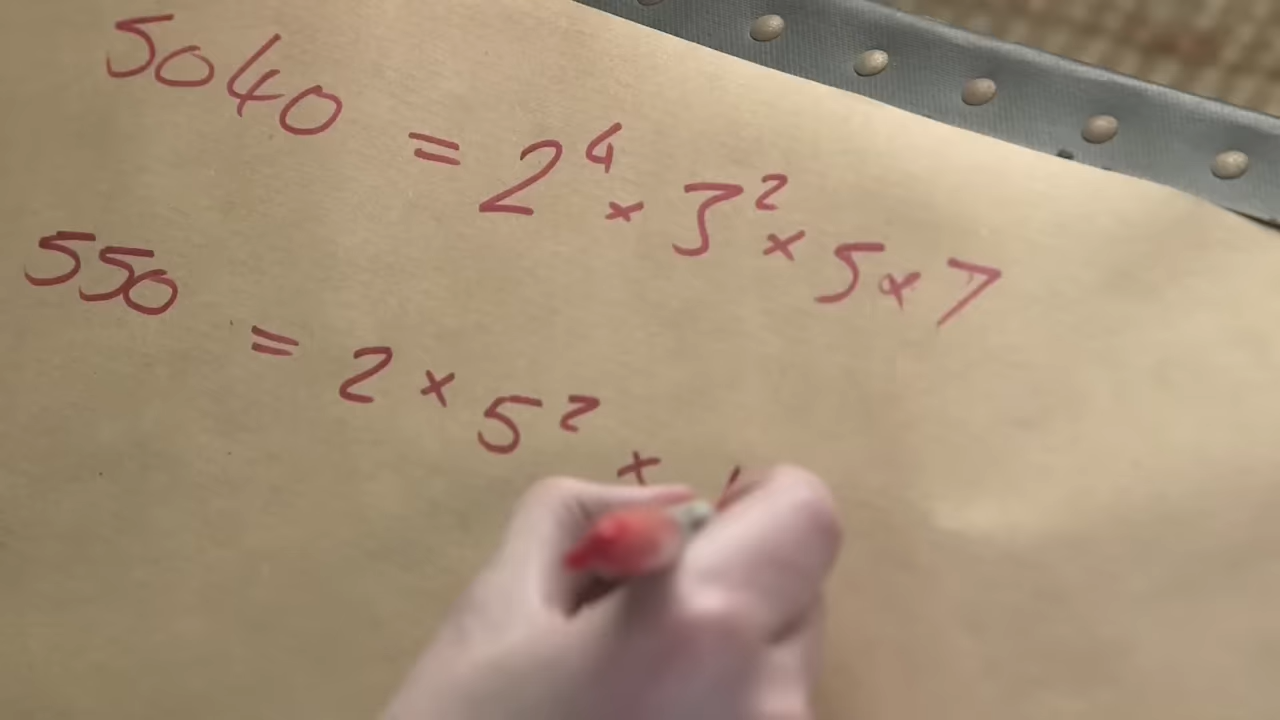 5040 = 2⁴ × 3² × 5 × 7
550 = 2 × 5² ×